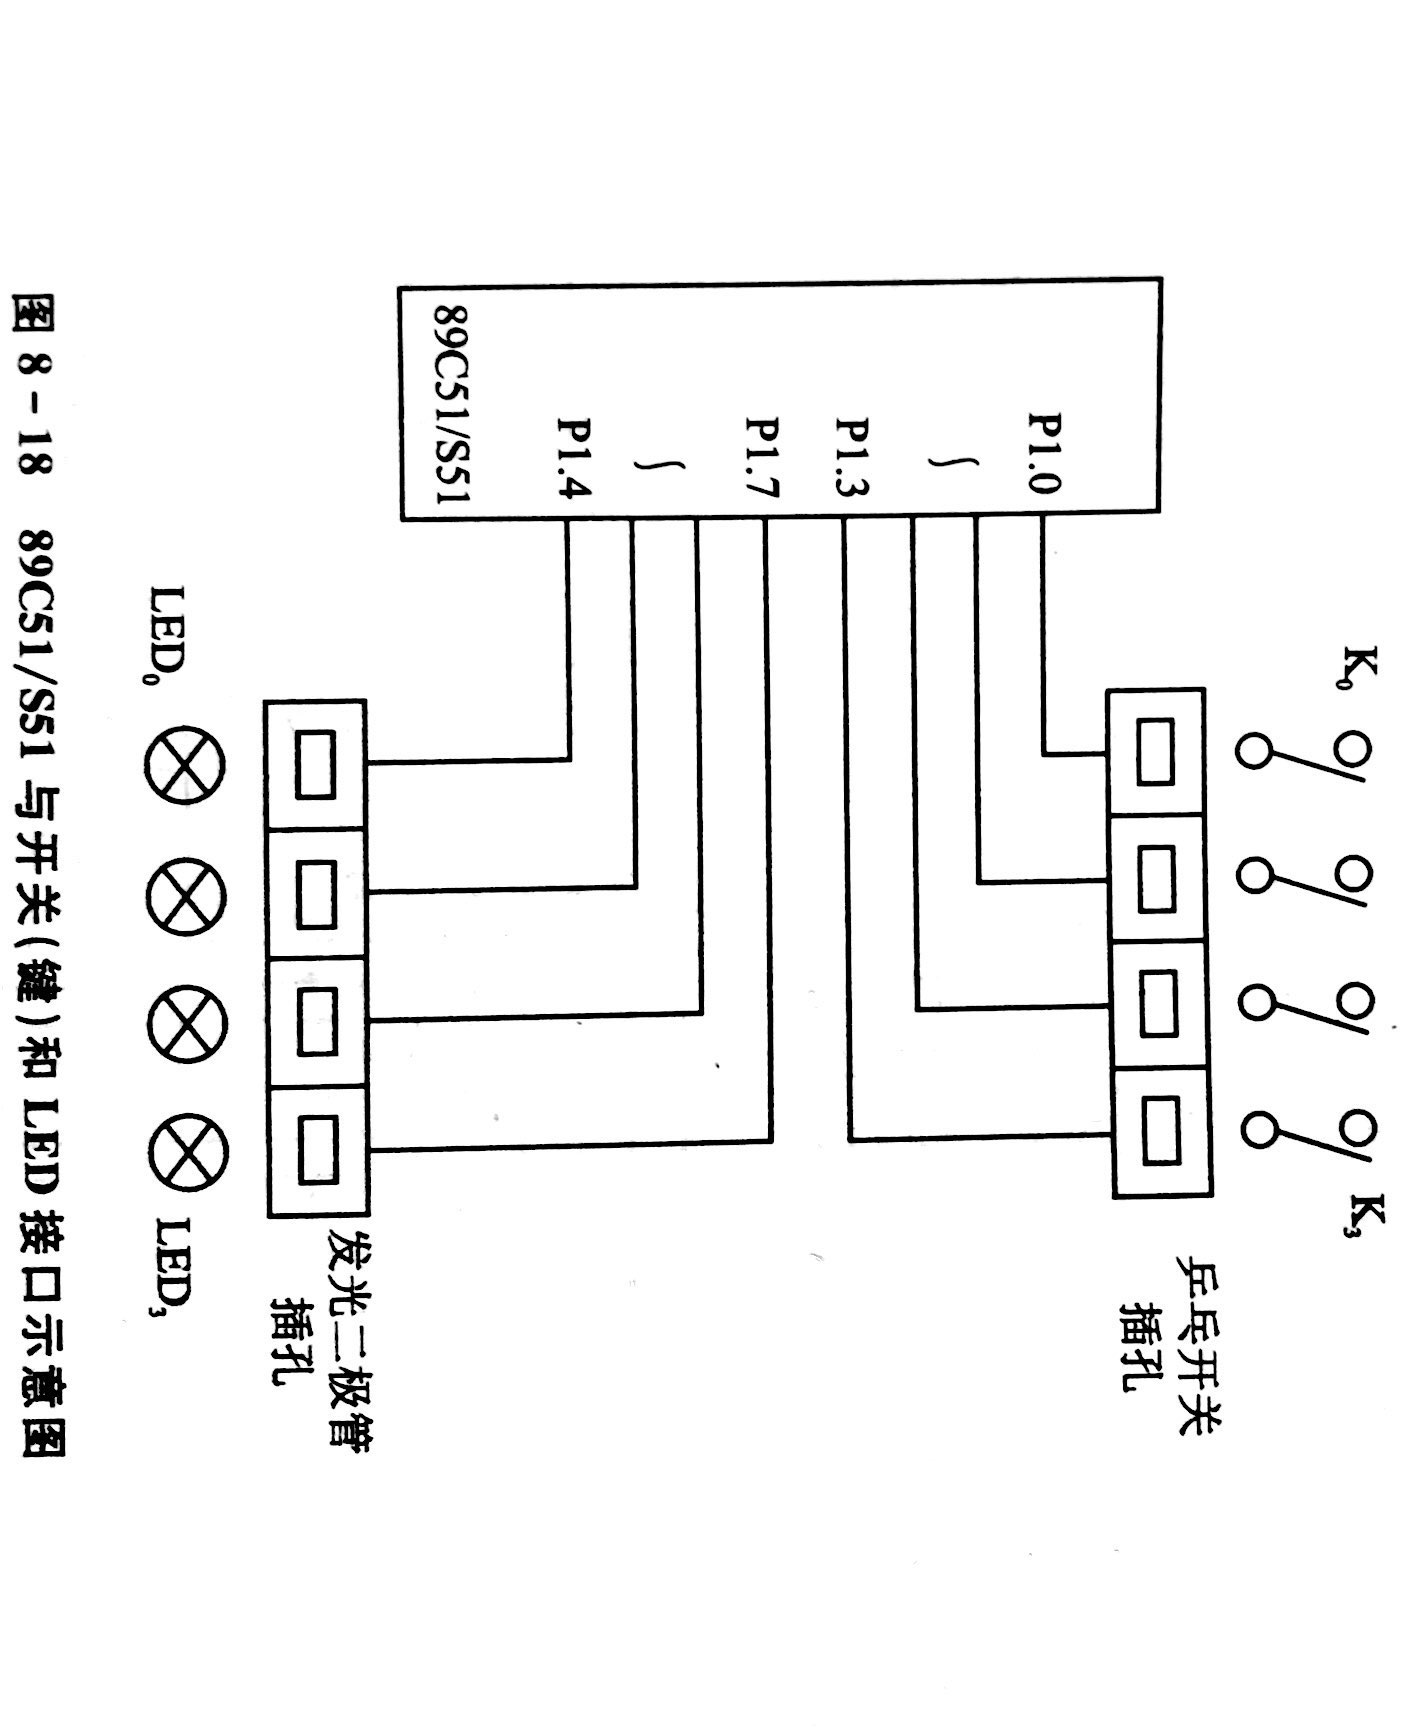 K₀
K₃
乒乓开关
插孔
P1.0
∫
P1.3
P1.7
∫
P1.4
89C51/S51
发光二极管
插孔
LED₀
LED₃
图 8-18 89C51/S51 与开关(键)和 LED 接口示意图